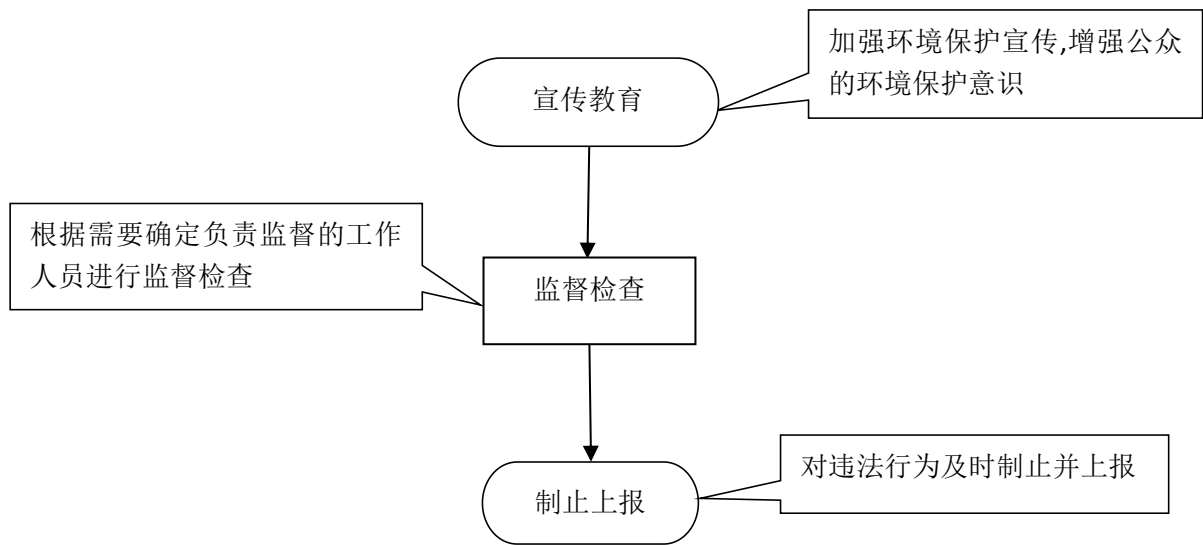 加强环境保护宣传,增强公众
的环境保护意识
宣传教育
根据需要确定负责监督的工作
人员进行监督检查
监督检查
对违法行为及时制止并上报
制止上报